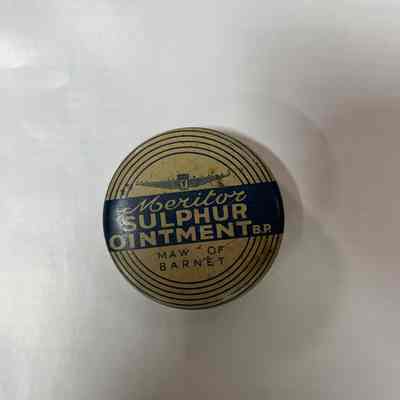 Meritor
SULPHUR
OINTMENT B.P.
MAW OF
BARNET